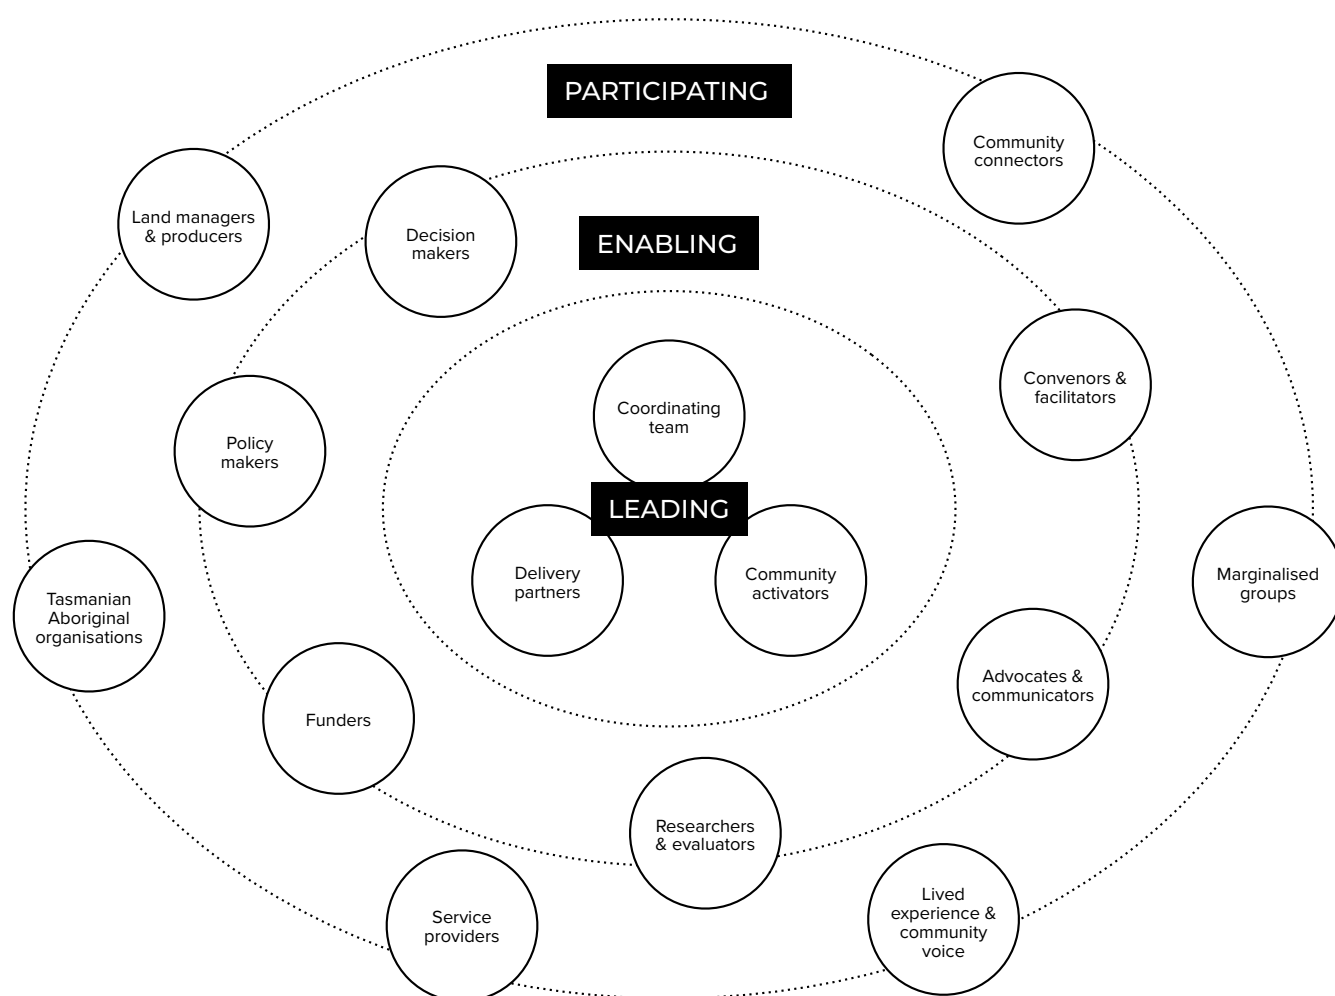 PARTICIPATING
Community
connectors
Land managers
& producers
Decision
makers
ENABLING
Convenors &
facilitators
Coordinating
team
Policy
makers
LEADING
Delivery
partners
Community
activators
Marginalised
groups
Tasmanian
Aboriginal
organisations
Advocates &
communicators
Funders
Researchers
& evaluators
Service
providers
Lived
experience &
community
voice